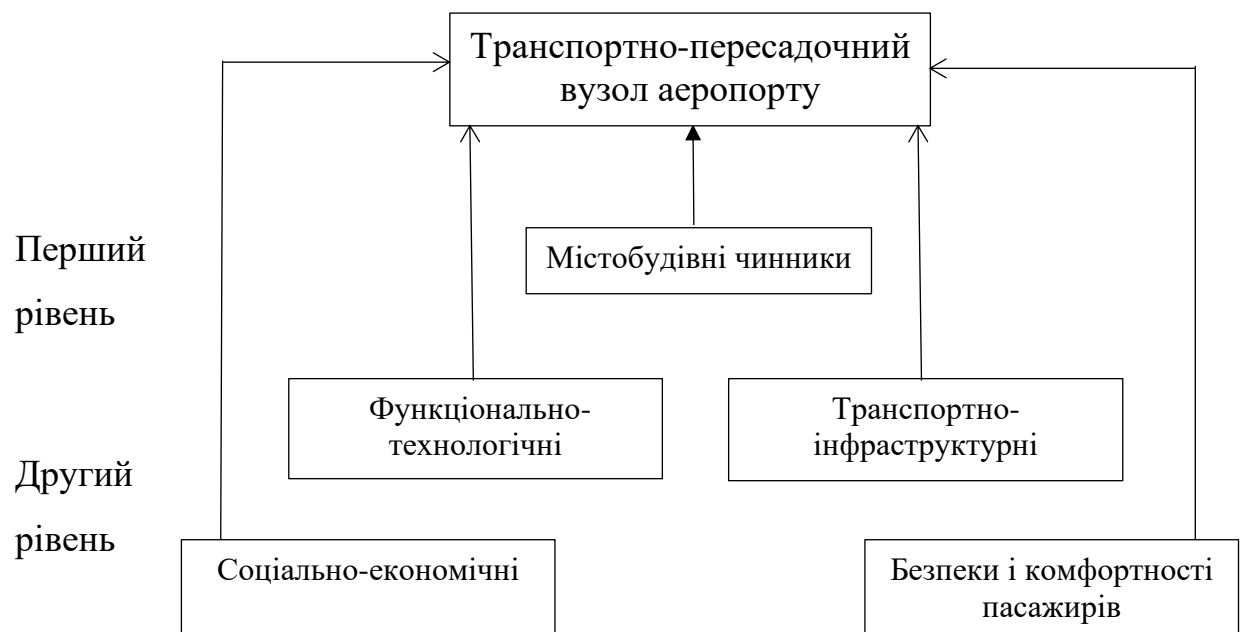 Транспортно-пересадочний
вузол аеропорту
Перший
рівень
Містобудівні чинники
Функціонально-
технологічні
Транспортно-
інфраструктурні
Другий
рівень
Соціально-економічні
Безпеки і комфортності
пасажирів